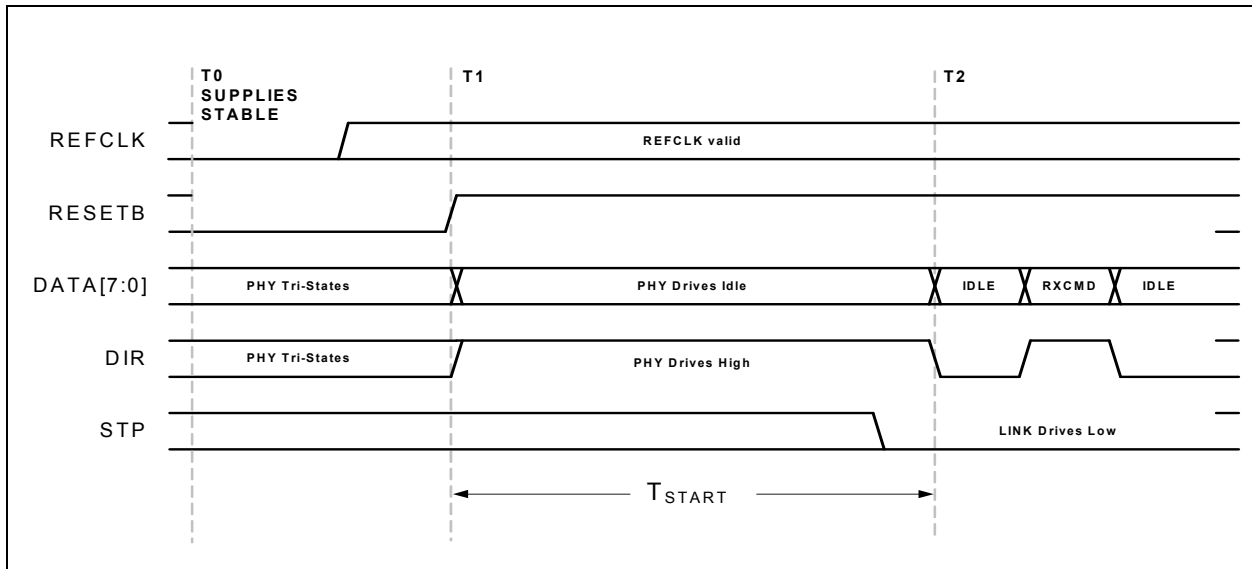 T0
SUPPLIES
STABLE
T1
T2
REFCLK
REFCLK valid
RESETB
DATA[7:0]
PHY Tri-States
PHY Drives Idle
IDLE
RXCMD
IDLE
DIR
PHY Tri-States
PHY Drives High
STP
LINK Drives Low
TSTART